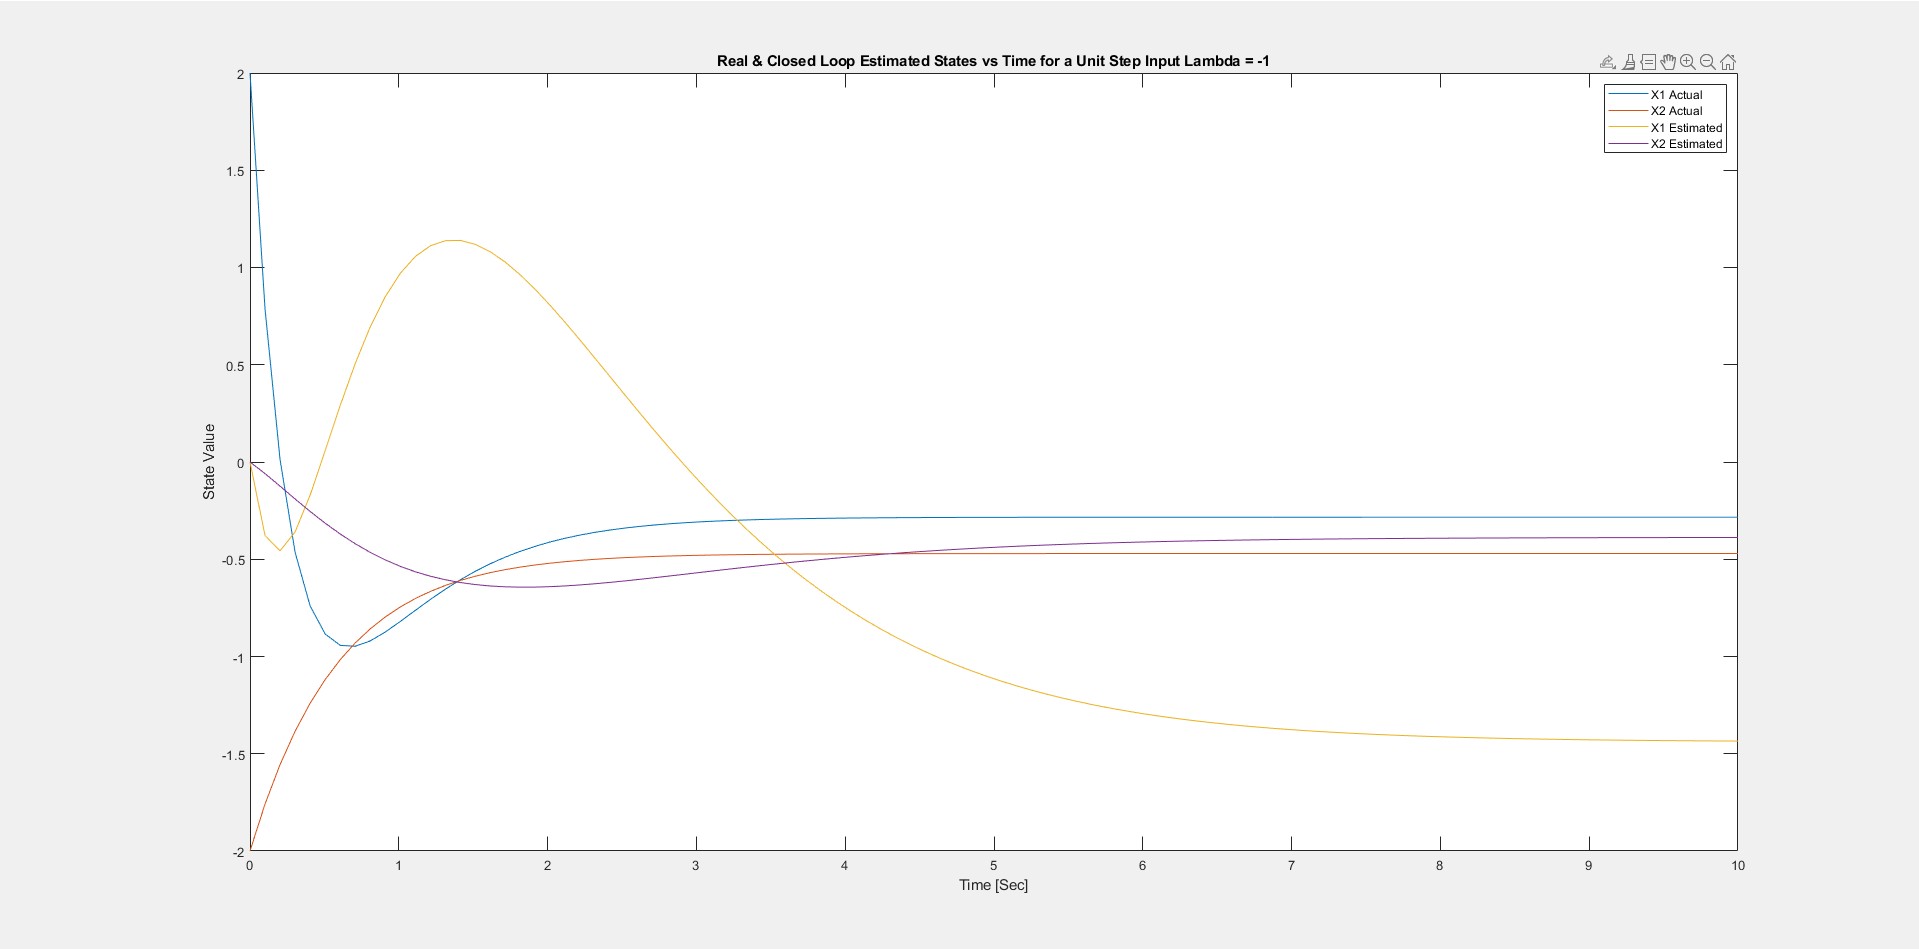 Real & Closed Loop Estimated States vs Time for a Unit Step Input Lambda = -1
X1 Actual
X2 Actual
X1 Estimated
X2 Estimated
State Value
2
1.5
1
0.5
0
-0.5
-1
-1.5
-2
0 1 2 3 4 5 6 7 8 9 10
Time [Sec]